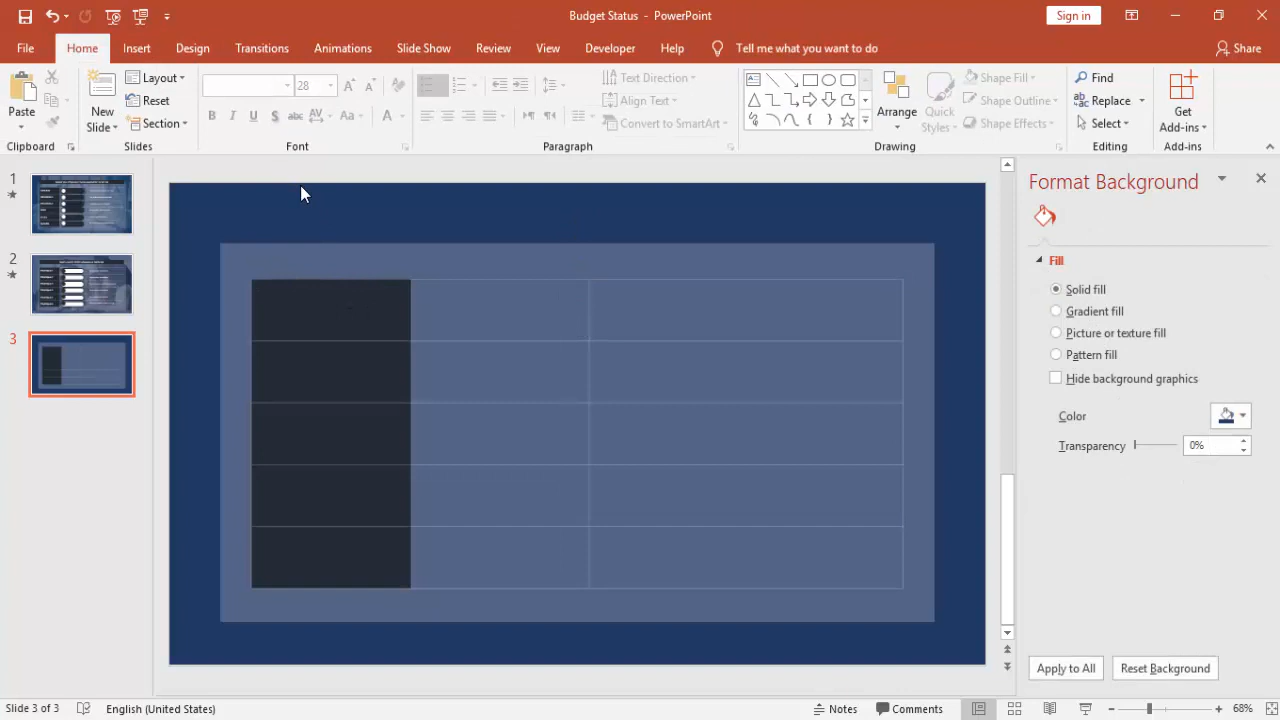 Budget Status - PowerPoint
Sign in
File Home Insert Design Transitions Animations Slide Show Review View Developer Help Tell me what you want to do Share
Paste
New Slide
Layout
Reset
Section
28
Text Direction
Align Text
Convert to SmartArt
Arrange
Quick Styles
Shape Fill
Shape Outline
Shape Effects
Find
Replace
Select
Get Add-ins
Clipboard Slides Font Paragraph Drawing Editing Add-ins
1
2
3
Format Background
Fill
Solid fill
Gradient fill
Picture or texture fill
Pattern fill
Hide background graphics
Color
Transparency 0%
Apply to All Reset Background
Slide 3 of 3 English (United States) Notes Comments 68%